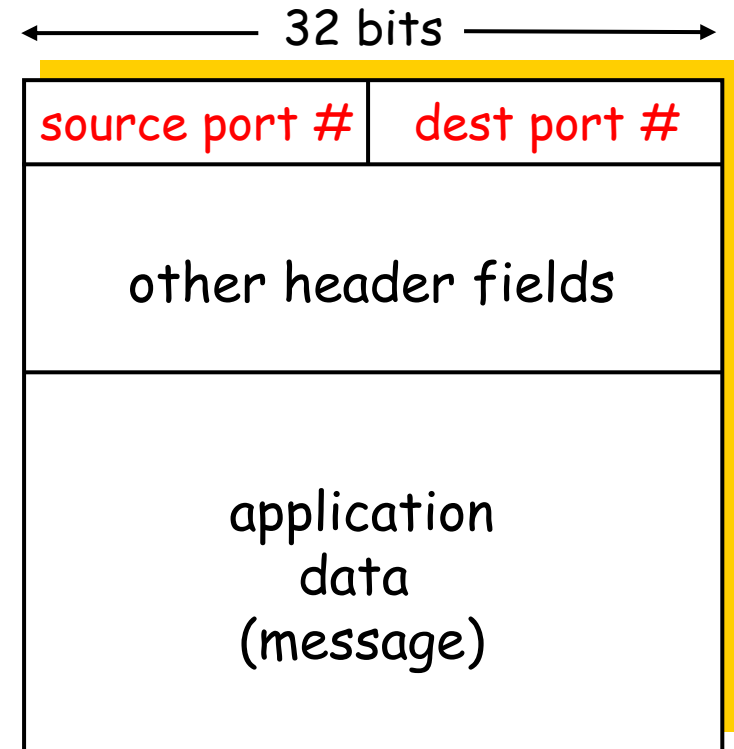 32 bits
source port # dest port #
other header fields
application
data
(message)